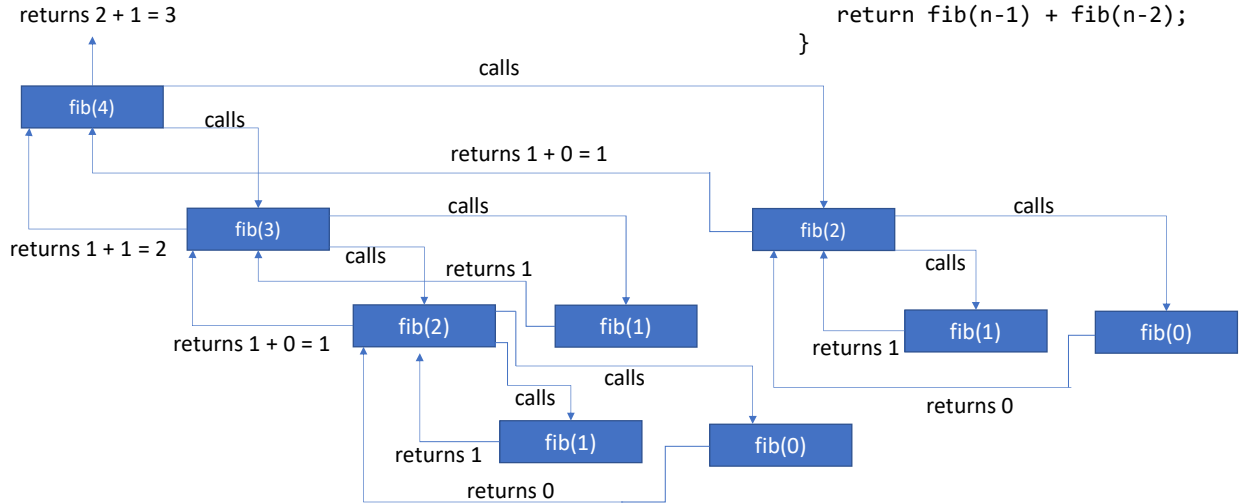 returns 2 + 1 = 3
return fib(n-1) + fib(n-2);
}
calls
fib(4)
calls
returns 1 + 0 = 1
calls
calls
fib(3)
fib(2)
returns 1 + 1 = 2
calls
calls
returns 1
fib(2)
fib(1)
fib(1)
fib(0)
returns 1 + 0 = 1
returns 1
calls
calls
returns 0
fib(1)
fib(0)
returns 1
returns 0